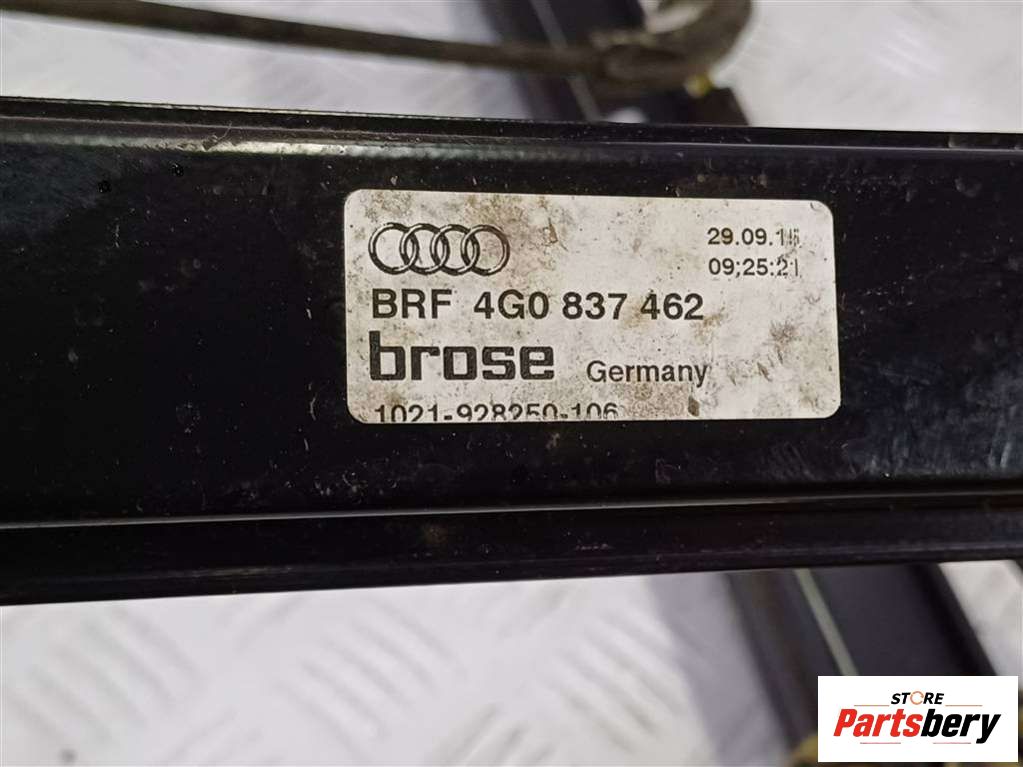 29.09.15
09;25:21
BRF 4G0 837 462
brose Germany
1021-928250-106
STORE
Partsbery